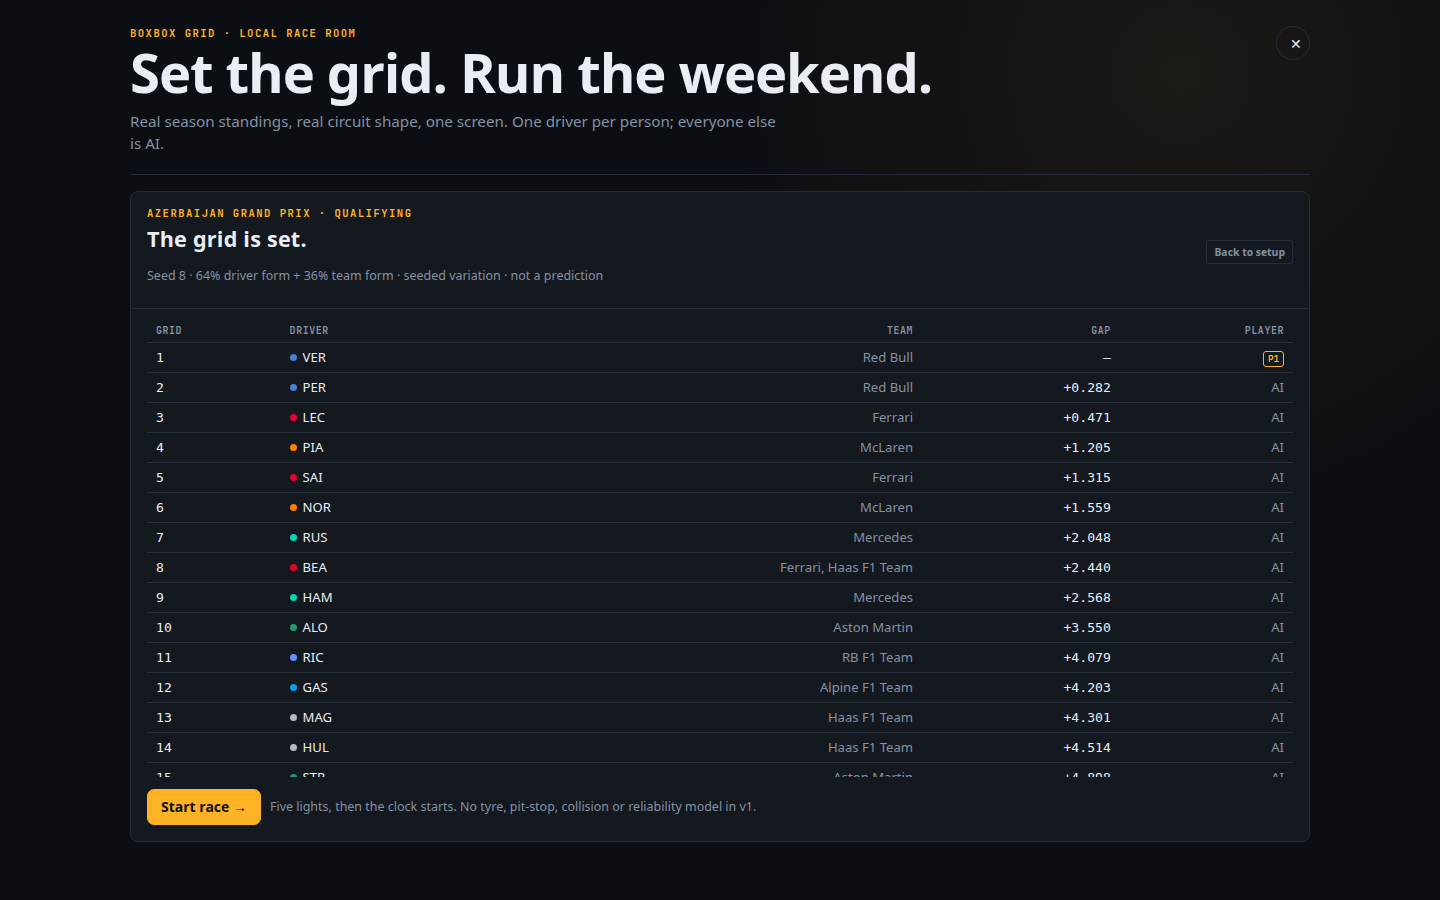 BOXBOX GRID · LOCAL RACE ROOM
✕
Set the grid. Run the weekend.
Real season standings, real circuit shape, one screen. One driver per person; everyone else
is AI.
AZERBAIJAN GRAND PRIX · QUALIFYING
The grid is set.
Back to setup
Seed 8 · 64% driver form + 36% team form · seeded variation · not a prediction
GRID DRIVER TEAM GAP PLAYER
1 VER Red Bull — P1
2 PER Red Bull +0.282 AI
3 LEC Ferrari +0.471 AI
4 PIA McLaren +1.205 AI
5 SAI Ferrari +1.315 AI
6 NOR McLaren +1.559 AI
7 RUS Mercedes +2.048 AI
8 BEA Ferrari, Haas F1 Team +2.440 AI
9 HAM Mercedes +2.568 AI
10 ALO Aston Martin +3.550 AI
11 RIC RB F1 Team +4.079 AI
12 GAS Alpine F1 Team +4.203 AI
13 MAG Haas F1 Team +4.301 AI
14 HUL Haas F1 Team +4.514 AI
15 STR Aston Martin +4.898 AI
Start race → Five lights, then the clock starts. No tyre, pit-stop, collision or reliability model in v1.